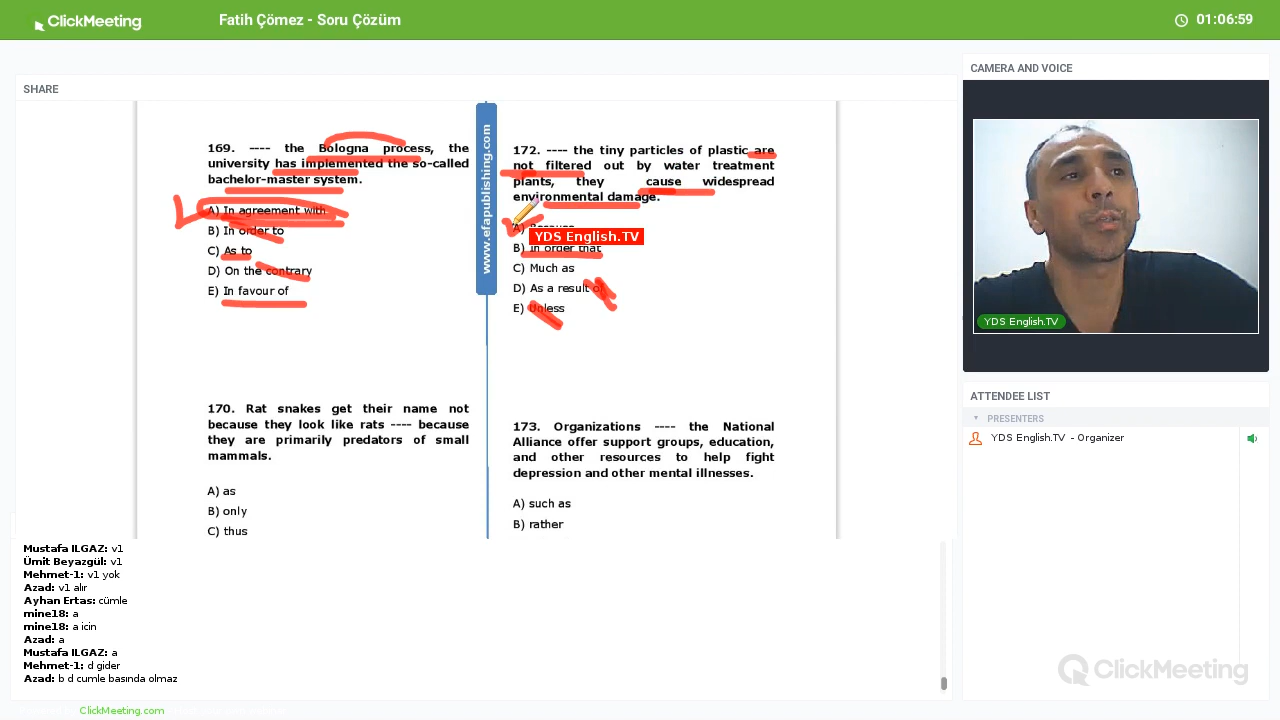 ClickMeeting
Fatih Çömez - Soru Çözüm
01:06:59
SHARE
169. ---- the Bologna process, the
university has implemented the so-called
bachelor-master system.
A) In agreement with
B) In order to
C) As to
D) On the contrary
E) In favour of
170. Rat snakes get their name not
because they look like rats ---- because
they are primarily predators of small
mammals.
A) as
B) only
C) thus
www.efapublishing.com
172. ---- the tiny particles of plastic are
not filtered out by water treatment
plants, they cause widespread
environmental damage.
A) Because
YDS English.TV
B) In order that
C) Much as
D) As a result of
E) Unless
173. Organizations ---- the National
Alliance offer support groups, education,
and other resources to help fight
depression and other mental illnesses.
A) such as
B) rather
CAMERA AND VOICE
YDS English.TV
ATTENDEE LIST
PRESENTERS
YDS English.TV - Organizer
Mustafa ILGAZ: v1
Ümit Beyazgül: v1
Mehmet-1: v1 yok
Azad: v1 alır
Ayhan Ertas: cümle
mine18: a
mine18: a icin
Azad: a
Mustafa ILGAZ: a
Mehmet-1: d gider
Azad: b d cumle basında olmaz
ClickMeeting
ClickMeeting.com